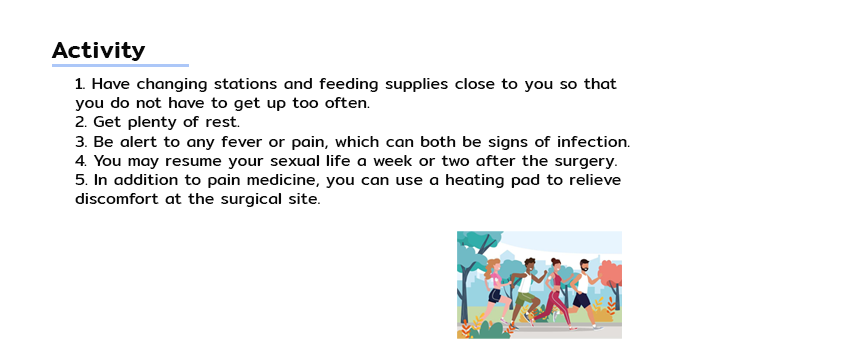 Activity
1. Have changing stations and feeding supplies close to you so that
you do not have to get up too often.
2. Get plenty of rest.
3. Be alert to any fever or pain, which can both be signs of infection.
4. You may resume your sexual life a week or two after the surgery.
5. In addition to pain medicine, you can use a heating pad to relieve
discomfort at the surgical site.